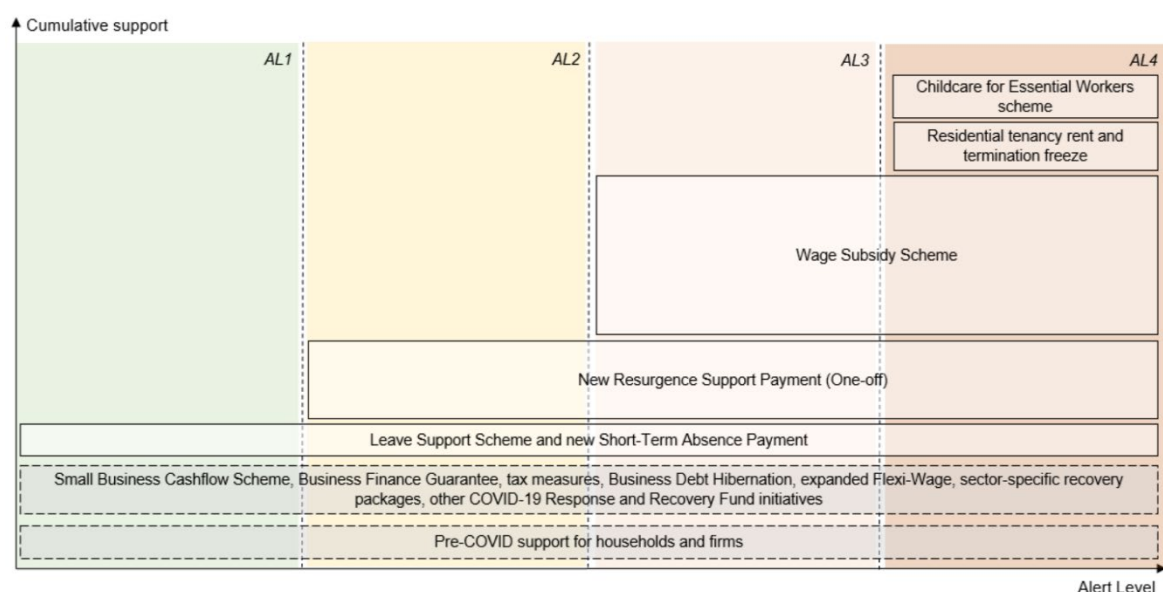 Cumulative support
AL1
AL2
AL3
AL4
Childcare for Essential Workers
scheme
Residential tenancy rent and
termination freeze
Wage Subsidy Scheme
New Resurgence Support Payment (One-off)
Leave Support Scheme and new Short-Term Absence Payment
Small Business Cashflow Scheme, Business Finance Guarantee, tax measures, Business Debt Hibernation, expanded Flexi-Wage, sector-specific recovery
packages, other COVID-19 Response and Recovery Fund initiatives
Pre-COVID support for households and firms
Alert Level